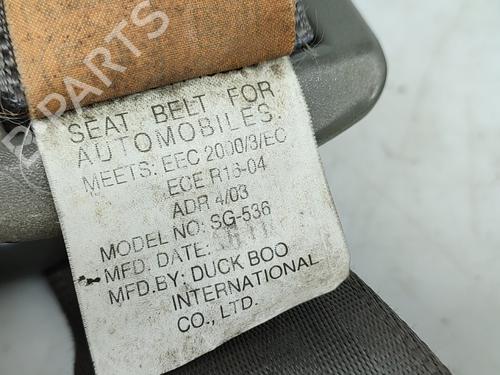 SEAT BELT FOR
AUTOMOBILES.
MEETS: EEC 2000/3/EC
ECE R16-04
ADR 4/03
MODEL NO: SG-536
MFD. DATE:
MFD.BY: DUCK BOO
INTERNATIONAL
CO., LTD.
PARTS